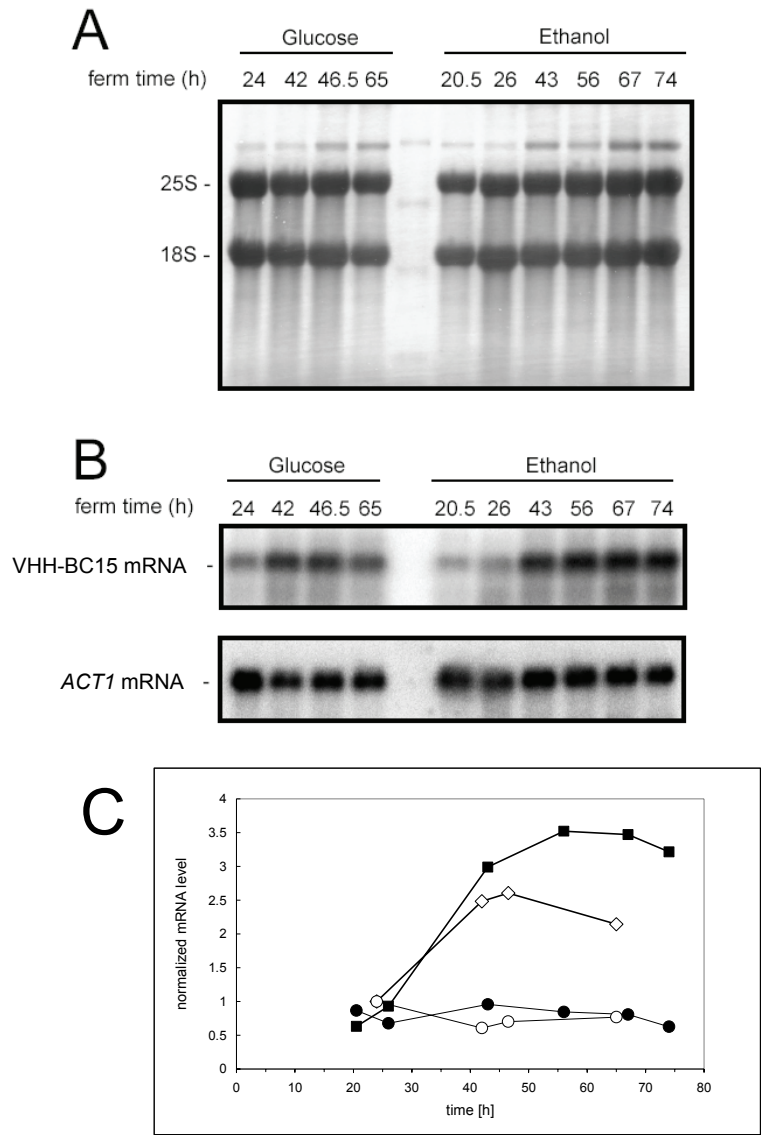 A
Glucose Ethanol
ferm time (h) 24 42 46.5 65 20.5 26 43 56 67 74
25S -
18S -
B
Glucose Ethanol
ferm time (h) 24 42 46.5 65 20.5 26 43 56 67 74
VHH-BC15 mRNA -
ACT1 mRNA -
C
normalized mRNA level
4
3.5
3
2.5
2
1.5
1
0.5
0
0 10 20 30 40 50 60 70 80
time [h]